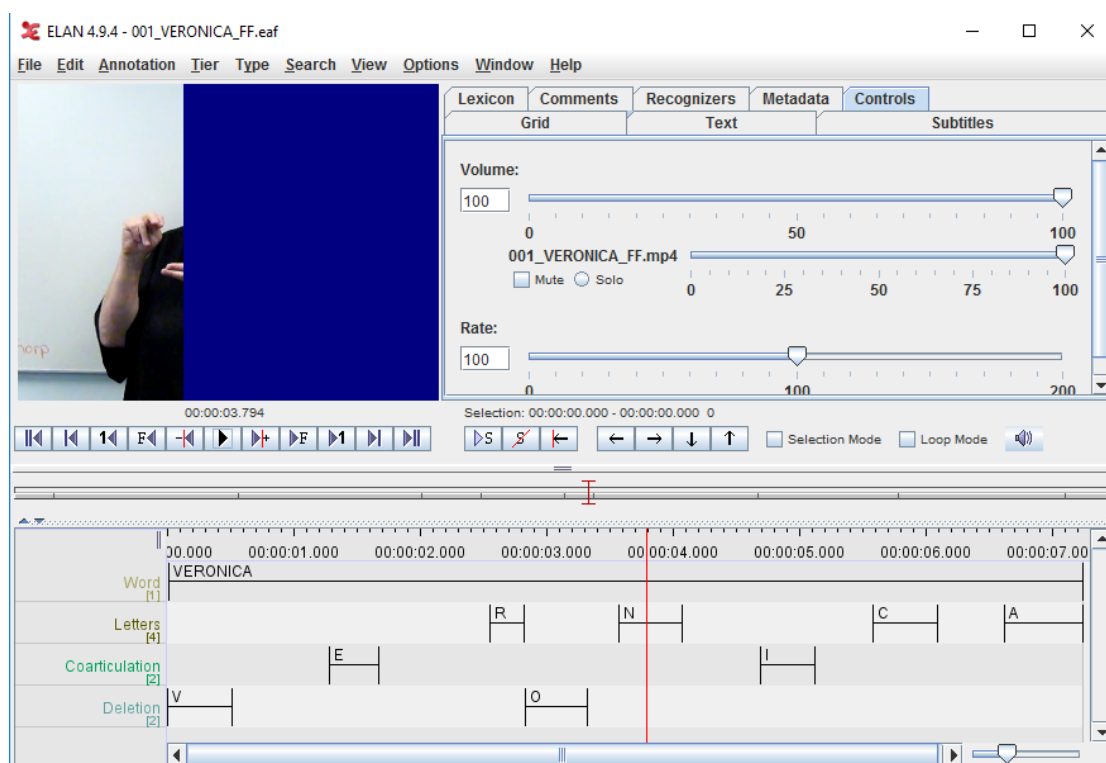 ELAN 4.9.4 - 001_VERONICA_FF.eaf
File Edit Annotation Tier Type Search View Options Window Help
Lexicon Comments Recognizers Metadata Controls
Grid Text Subtitles
Volume:
100
0 50 100
001_VERONICA_FF.mp4
Mute Solo
0 25 50 75 100
Rate:
100
0 100 200
00:00:03.794
Selection: 00:00:00.000 - 00:00:00.000 0
1 F F 1 S S Selection Mode Loop Mode
00.000 00:00:01.000 00:00:02.000 00:00:03.000 00:00:04.000 00:00:05.000 00:00:06.000 00:00:07.00
VERONICA
Word
[1]
R N C A
Letters
[4]
E I
Coarticulation
[2]
V O
Deletion
[2]